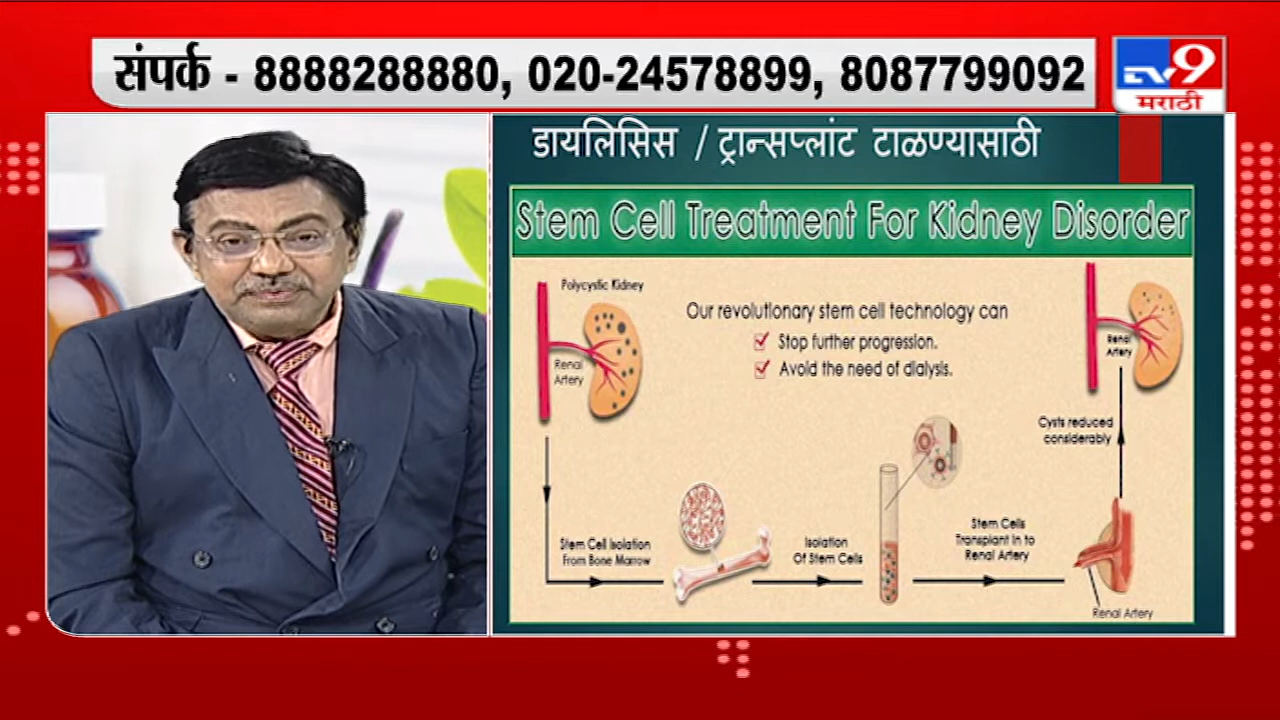 संपर्क - 8888288880, 020-24578899, 8087799092
TV9
मराठी
डायलिसिस / ट्रान्सप्लांट टाळण्यासाठी
Stem Cell Treatment For Kidney Disorder
Polycystic Kidney
Our revolutionary stem cell technology can
Stop further progression.
Avoid the need of dialysis.
Renal
Artery
Renal
Artery
Cysts reduced
considerably
Stem Cell Isolation
From Bone Marrow
Isolation
Of Stem Cells
Stem Cells
Transplant In to
Renal Artery
Renal Artery